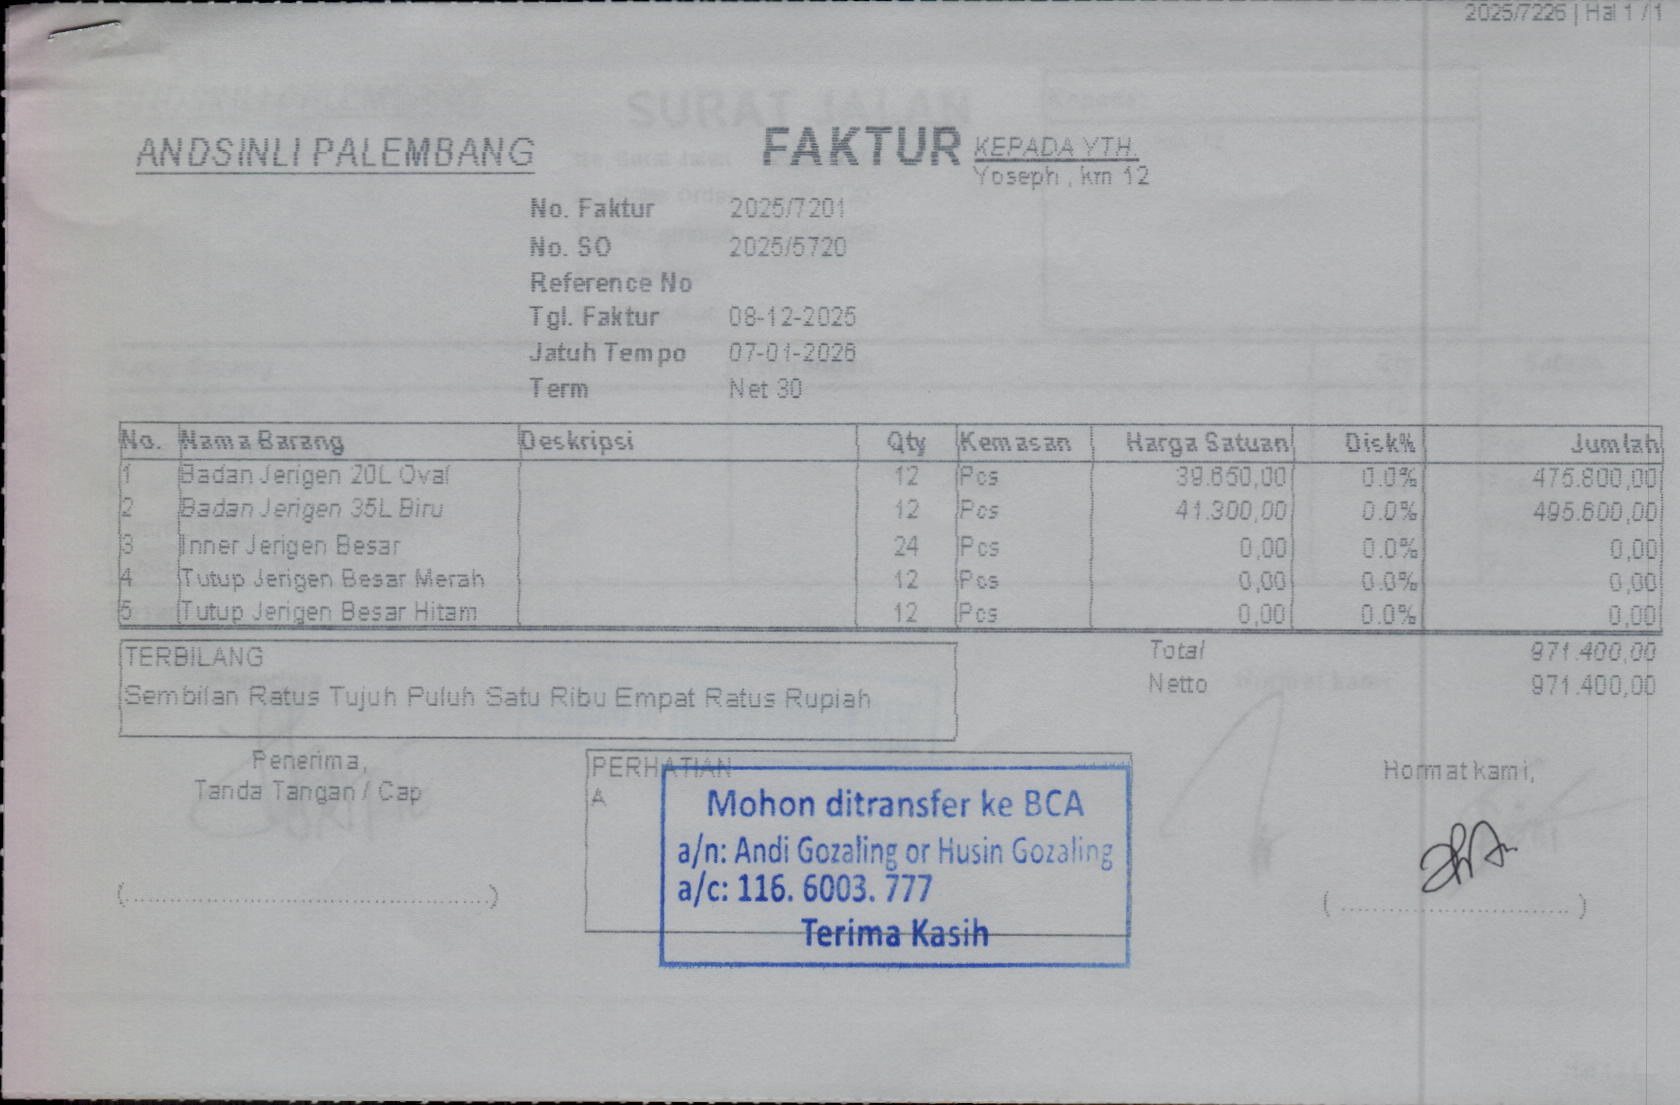 2025/7226 | Hal 1 / 1
ANDSINLI PALEMBANG
FAKTUR
KEPADA YTH.
Yoseph , km 12
No. Faktur 2025/7201
No. SO 2025/5720
Reference No
Tgl. Faktur 08-12-2025
Jatuh Tempo 07-01-2026
Term Net 30
No. Nama Barang Deskripsi Qty Kemasan Harga Satuan Disk% Jumlah
1 Badan Jerigen 20L Oval 12 Pcs 39.650,00 0.0% 475.800,00
2 Badan Jerigen 35L Biru 12 Pcs 41.300,00 0.0% 495.600,00
3 Inner Jerigen Besar 24 Pcs 0,00 0.0% 0,00
4 Tutup Jerigen Besar Merah 12 Pcs 0,00 0.0% 0,00
5 Tutup Jerigen Besar Hitam 12 Pcs 0,00 0.0% 0,00
TERBILANG
Sembilan Ratus Tujuh Puluh Satu Ribu Empat Ratus Rupiah
Total 971.400,00
Netto 971.400,00
Penerima,
Tanda Tangan / Cap
(........................................)
PERHATIAN
A
Mohon ditransfer ke BCA
a/n: Andi Gozaling or Husin Gozaling
a/c: 116. 6003. 777
Terima Kasih
Hormat kami,
(.............................)
SURAT JALAN
Kepada